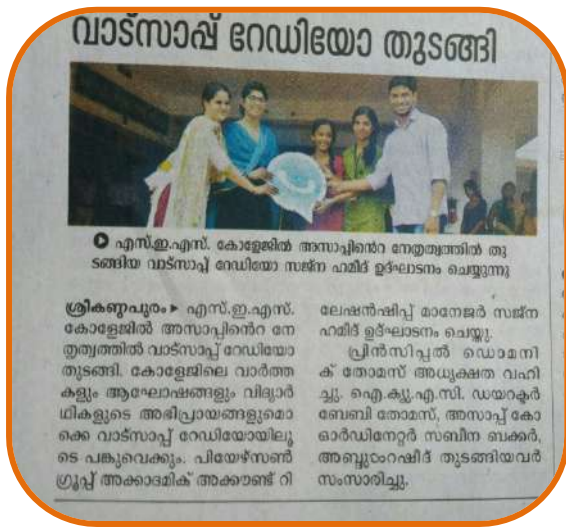 വാട്സാപ്പ് റേഡിയോ തുടങ്ങി
എസ്.ഇ.എസ്. കോളേജിൽ അസാപ്പിൻെറ നേതൃത്വത്തിൽ തു
ടങ്ങിയ വാട്സാപ്പ് റേഡിയോ സജ്ന ഹമീദ് ഉദ്ഘാടനം ചെയ്യുന്നു
ശ്രീകണ്ഠപുരം ▸ എസ്.ഇ.എസ്.
കോളേജിൽ അസാപ്പിൻെറ നേ
തൃത്വത്തിൽ വാട്സാപ്പ് റേഡിയോ
തുടങ്ങി. കോളേജിലെ വാർത്ത
കളും ആഘോഷങ്ങളും വിദ്യാർ
ഥികളുടെ അഭിപ്രായങ്ങളുമൊ
ക്കെ വാട്സാപ്പ് റേഡിയോയിലൂ
ടെ പങ്കുവെക്കും. പിയേഴ്സൺ
ഗ്രൂപ്പ് അക്കാദമിക് അക്കൗണ്ട് റി
ലേഷൻഷിപ്പ് മാനേജർ സജ്ന
ഹമീദ് ഉദ്ഘാടനം ചെയ്തു.
പ്രിൻസിപ്പൽ ഡൊമനി
ക് തോമസ് അധ്യക്ഷത വഹി
ച്ചു. ഐ.ക്യു.എ.സി. ഡയറക്ടർ
ബേബി തോമസ്, അസാപ്പ് കോ
ഓർഡിനേറ്റർ സബീന ബക്കർ,
അബ്ദുറംഷീദ് തുടങ്ങിയവർ
സംസാരിച്ചു.